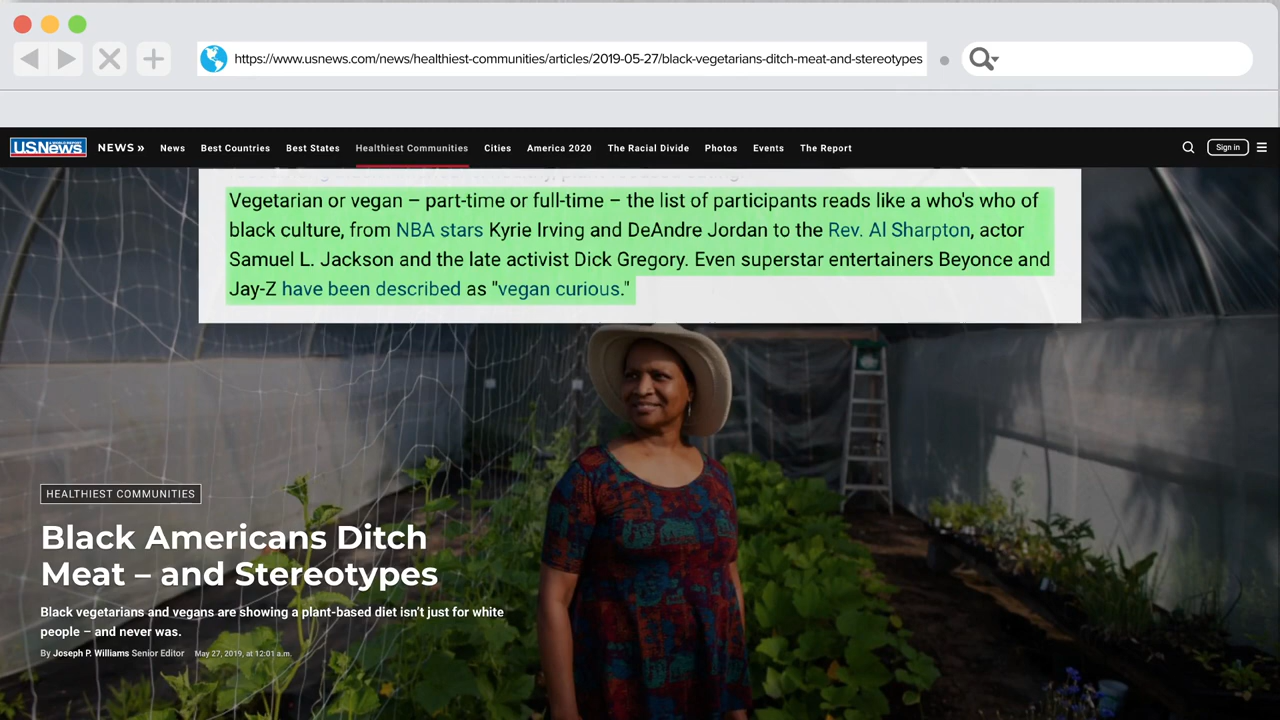 https://www.usnews.com/news/healthiest-communities/articles/2019-05-27/black-vegetarians-ditch-meat-and-stereotypes
U.S.News NEWS » News Best Countries Best States Healthiest Communities Cities America 2020 The Racial Divide Photos Events The Report Sign in
Vegetarian or vegan – part-time or full-time – the list of participants reads like a who's who of
black culture, from NBA stars Kyrie Irving and DeAndre Jordan to the Rev. Al Sharpton, actor
Samuel L. Jackson and the late activist Dick Gregory. Even superstar entertainers Beyonce and
Jay-Z have been described as "vegan curious."
HEALTHIEST COMMUNITIES
Black Americans Ditch
Meat – and Stereotypes
Black vegetarians and vegans are showing a plant-based diet isn't just for white
people – and never was.
By Joseph P. Williams Senior Editor May 27, 2019, at 12:01 a.m.